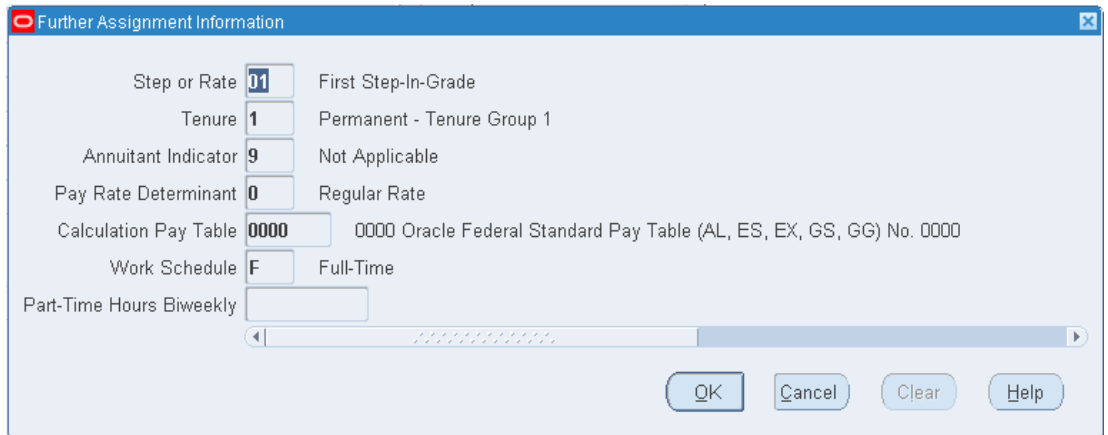 Further Assignment Information
Step or Rate 01 First Step-In-Grade
Tenure 1 Permanent - Tenure Group 1
Annuitant Indicator 9 Not Applicable
Pay Rate Determinant 0 Regular Rate
Calculation Pay Table 0000 0000 Oracle Federal Standard Pay Table (AL, ES, EX, GS, GG) No. 0000
Work Schedule F Full-Time
Part-Time Hours Biweekly
OK Cancel Clear Help